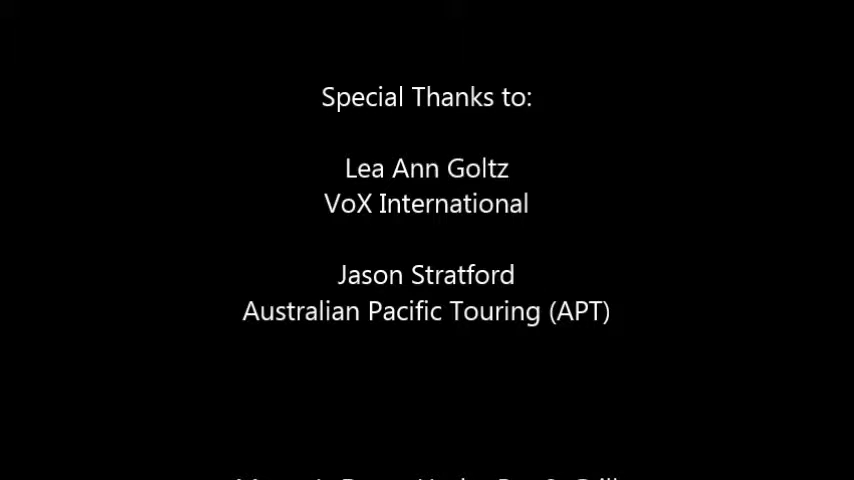 Special Thanks to:
Lea Ann Goltz
VoX International
Jason Stratford
Australian Pacific Touring (APT)